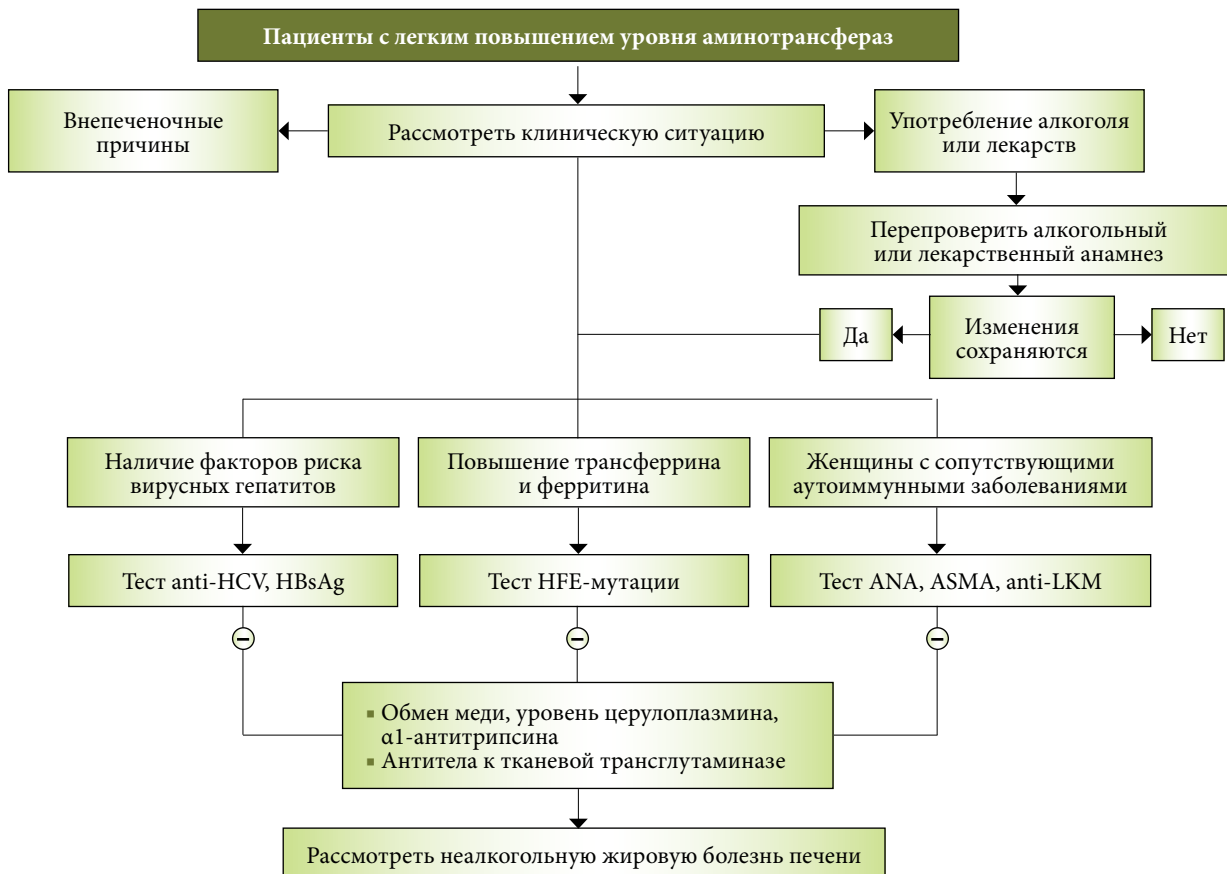 Пациенты с легким повышением уровня аминотрансфераз
Внепеченочные
причины
Рассмотреть клиническую ситуацию
Употребление алкоголя
или лекарств
Перепроверить алкогольный
или лекарственный анамнез
Да
Изменения
сохраняются
Нет
Наличие факторов риска
вирусных гепатитов
Повышение трансферрина
и ферритина
Женщины с сопутствующими
аутоиммунными заболеваниями
Тест anti-HCV, HBsAg
Тест HFE-мутации
Тест ANA, ASMA, anti-LKM
−
−
−
▪ Обмен меди, уровень церулоплазмина,
α1-антитрипсина
▪ Антитела к тканевой трансглутаминазе
Рассмотреть неалкогольную жировую болезнь печени